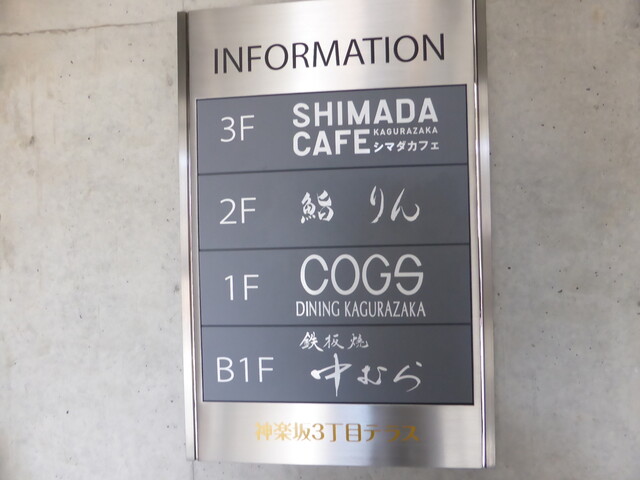 INFORMATION
3F
SHIMADA
CAFE KAGURAZAKA
シマダカフェ
2F 鮨 りん
1F COGS
DINING KAGURAZAKA
鉄板焼
B1F 中むら
神楽坂3丁目テラス